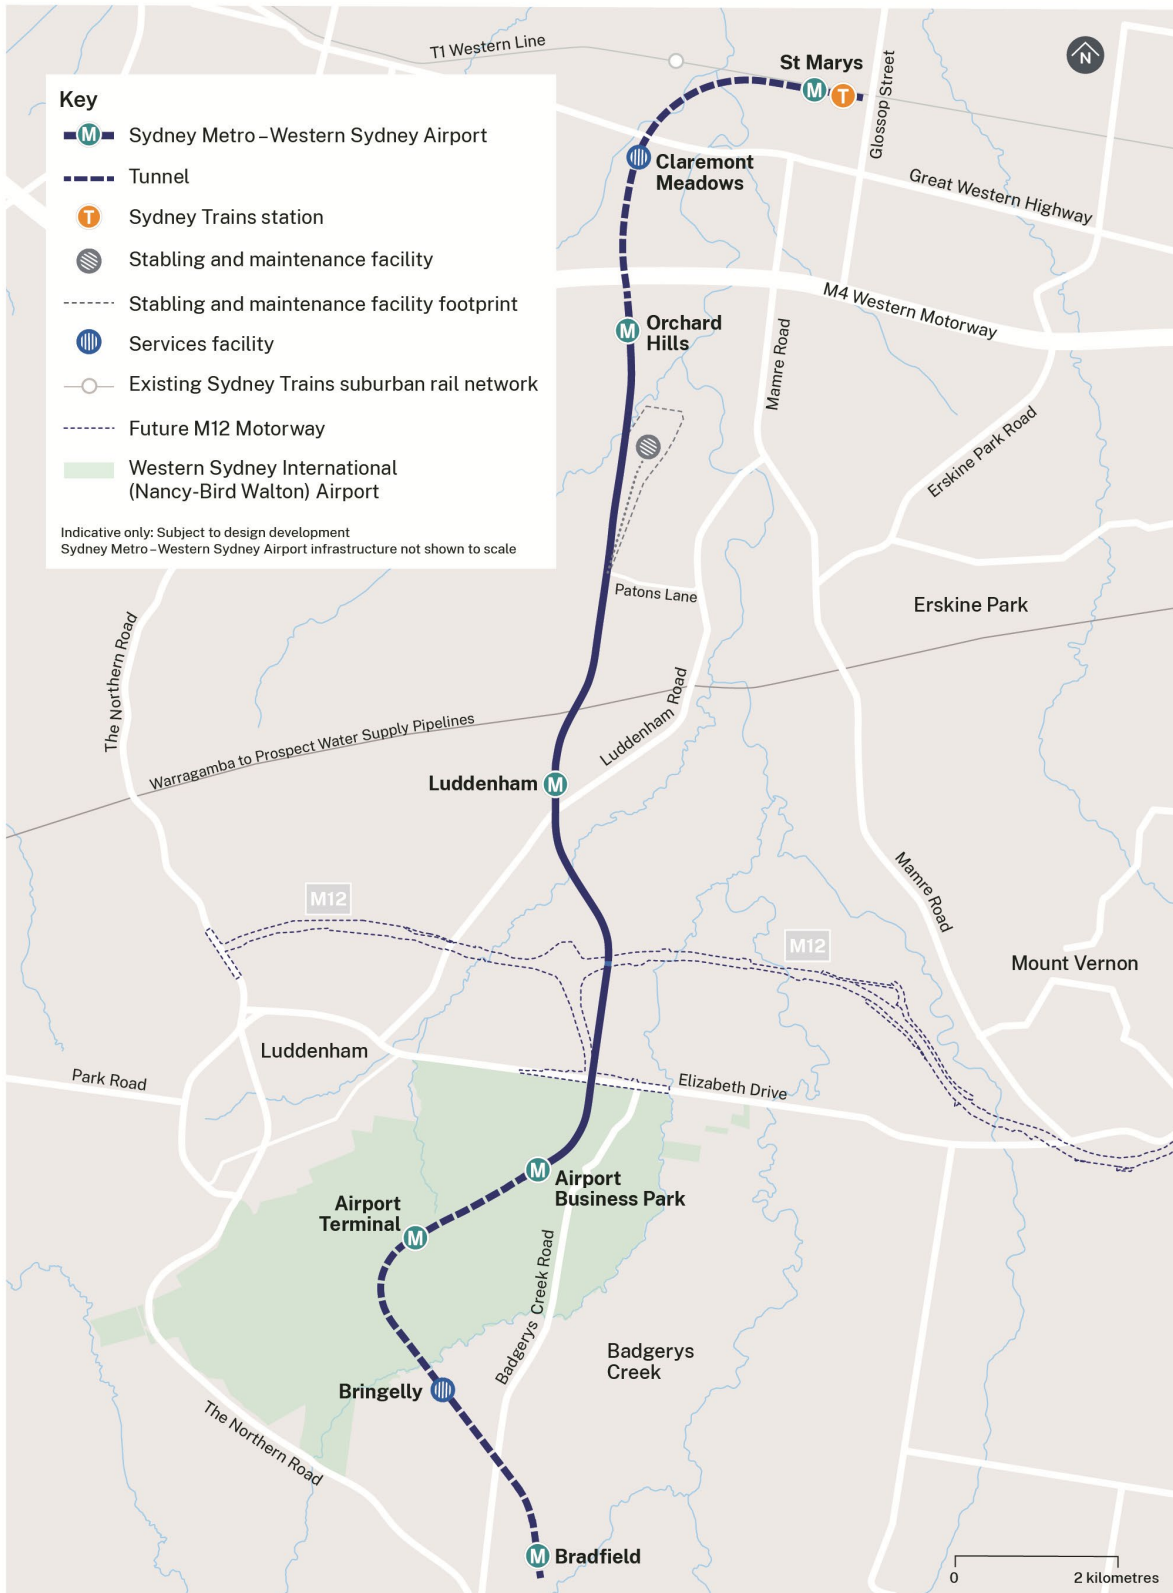 T1 Western Line
St Marys
M
T
Glossop Street
N
Key
M
Sydney Metro – Western Sydney Airport
Tunnel
T
Sydney Trains station
Stabling and maintenance facility
Stabling and maintenance facility footprint
Services facility
Existing Sydney Trains suburban rail network
Future M12 Motorway
Western Sydney International
(Nancy-Bird Walton) Airport
Indicative only: Subject to design development
Sydney Metro – Western Sydney Airport infrastructure not shown to scale
Claremont
Meadows
Great Western Highway
M4 Western Motorway
M
Orchard
Hills
Mamre Road
Erskine Park Road
Patons Lane
Erskine Park
The Northern Road
Luddenham Road
Warragamba to Prospect Water Supply Pipelines
Luddenham
M
Mamre Road
M12
M12
Mount Vernon
Luddenham
Park Road
Elizabeth Drive
M
Airport
Business Park
Airport
Terminal
M
Badgerys Creek Road
Badgerys
Creek
Bringelly
The Northern Road
M
Bradfield
0
2 kilometres